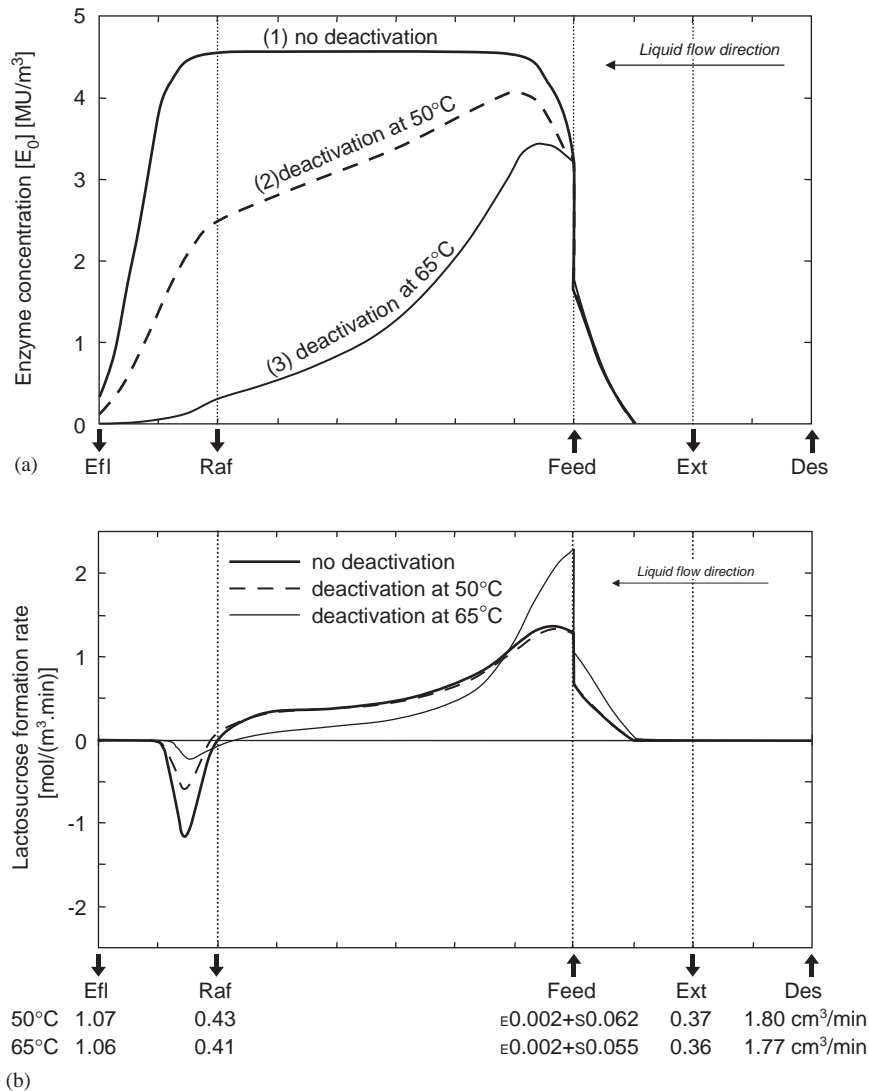 5
4
3
2
1
0
Enzyme concentration [E₀] [MU/m³]
(1) no deactivation
(2)deactivation at 50°C
(3) deactivation at 65°C
Liquid flow direction
(a)
Efl Raf Feed Ext Des
2
1
0
-1
-2
Lactosucrose formation rate
[mol/(m³.min)]
no deactivation
deactivation at 50°C
deactivation at 65°C
Liquid flow direction
Efl Raf Feed Ext Des
50°C 1.07 0.43 E0.002+S0.062 0.37 1.80 cm³/min
65°C 1.06 0.41 E0.002+S0.055 0.36 1.77 cm³/min
(b)